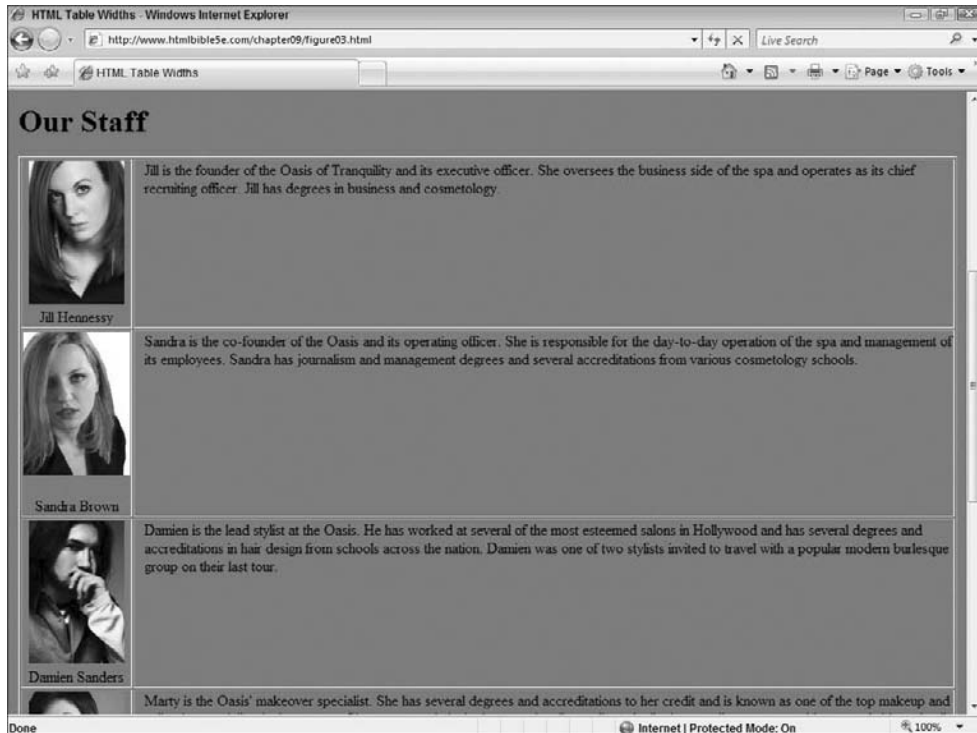 HTML Table Widths - Windows Internet Explorer
http://www.htmlbible5e.com/chapter09/figure03.html
Live Search
HTML Table Widths
Page
Tools
Our Staff
Jill is the founder of the Oasis of Tranquility and its executive officer. She oversees the business side of the spa and operates as its chief
recruiting officer. Jill has degrees in business and cosmetology.
Jill Hennessy
Sandra is the co-founder of the Oasis and its operating officer. She is responsible for the day-to-day operation of the spa and management of
its employees. Sandra has journalism and management degrees and several accreditations from various cosmetology schools.
Sandra Brown
Damien is the lead stylist at the Oasis. He has worked at several of the most esteemed salons in Hollywood and has several degrees and
accreditations in hair design from schools across the nation. Damien was one of two stylists invited to travel with a popular modern burlesque
group on their last tour.
Damien Sanders
Marty is the Oasis' makeover specialist. She has several degrees and accreditations to her credit and is known as one of the top makeup and
Done
Internet | Protected Mode: On
100%